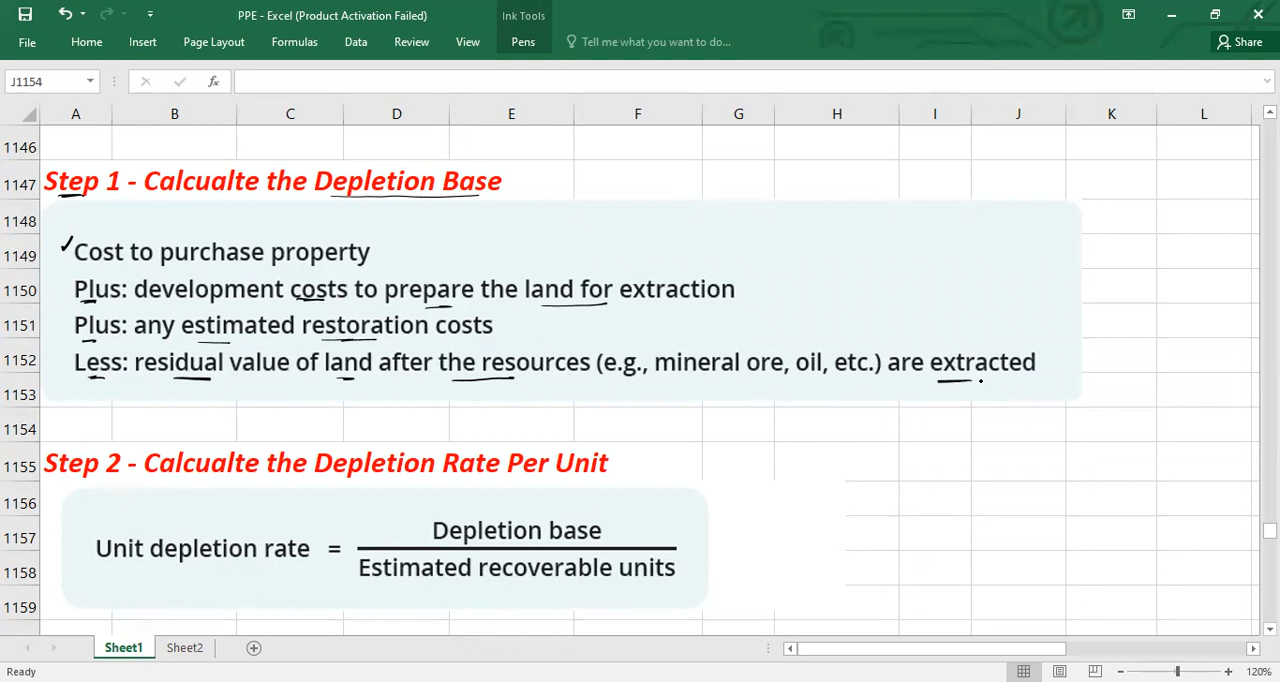 PPE - Excel (Product Activation Failed)
Ink Tools
File Home Insert Page Layout Formulas Data Review View Pens Tell me what you want to do... Share
J1154 fx
A B C D E F G H I J K L
1146
1147 Step 1 - Calcualte the Depletion Base
1148
1149 Cost to purchase property
1150 Plus: development costs to prepare the land for extraction
1151 Plus: any estimated restoration costs
1152 Less: residual value of land after the resources (e.g., mineral ore, oil, etc.) are extracted
1153
1154
1155 Step 2 - Calcualte the Depletion Rate Per Unit
1156
1157 Depletion base
Unit depletion rate =
1158 Estimated recoverable units
1159
Sheet1 Sheet2
Ready 120%